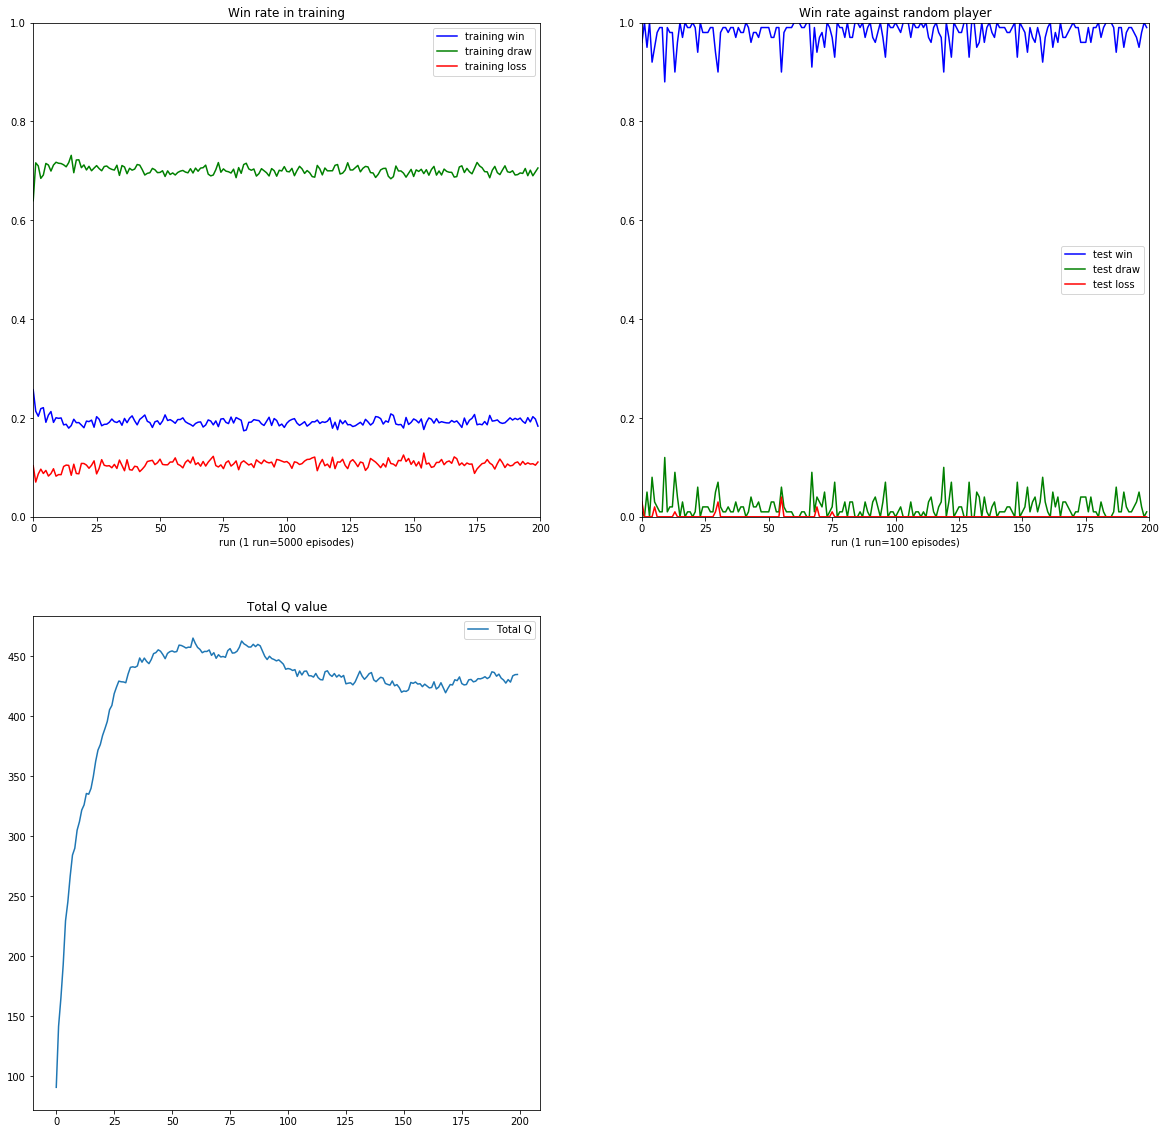 Win rate in training
1.0
0.8
0.6
0.4
0.2
0.0
training win
training draw
training loss
0 25 50 75 100 125 150 175 200
run (1 run=5000 episodes)
Win rate against random player
1.0
0.8
0.6
0.4
0.2
0.0
test win
test draw
test loss
0 25 50 75 100 125 150 175 200
run (1 run=100 episodes)
Total Q value
Total Q
450
400
350
300
250
200
150
100
0 25 50 75 100 125 150 175 200